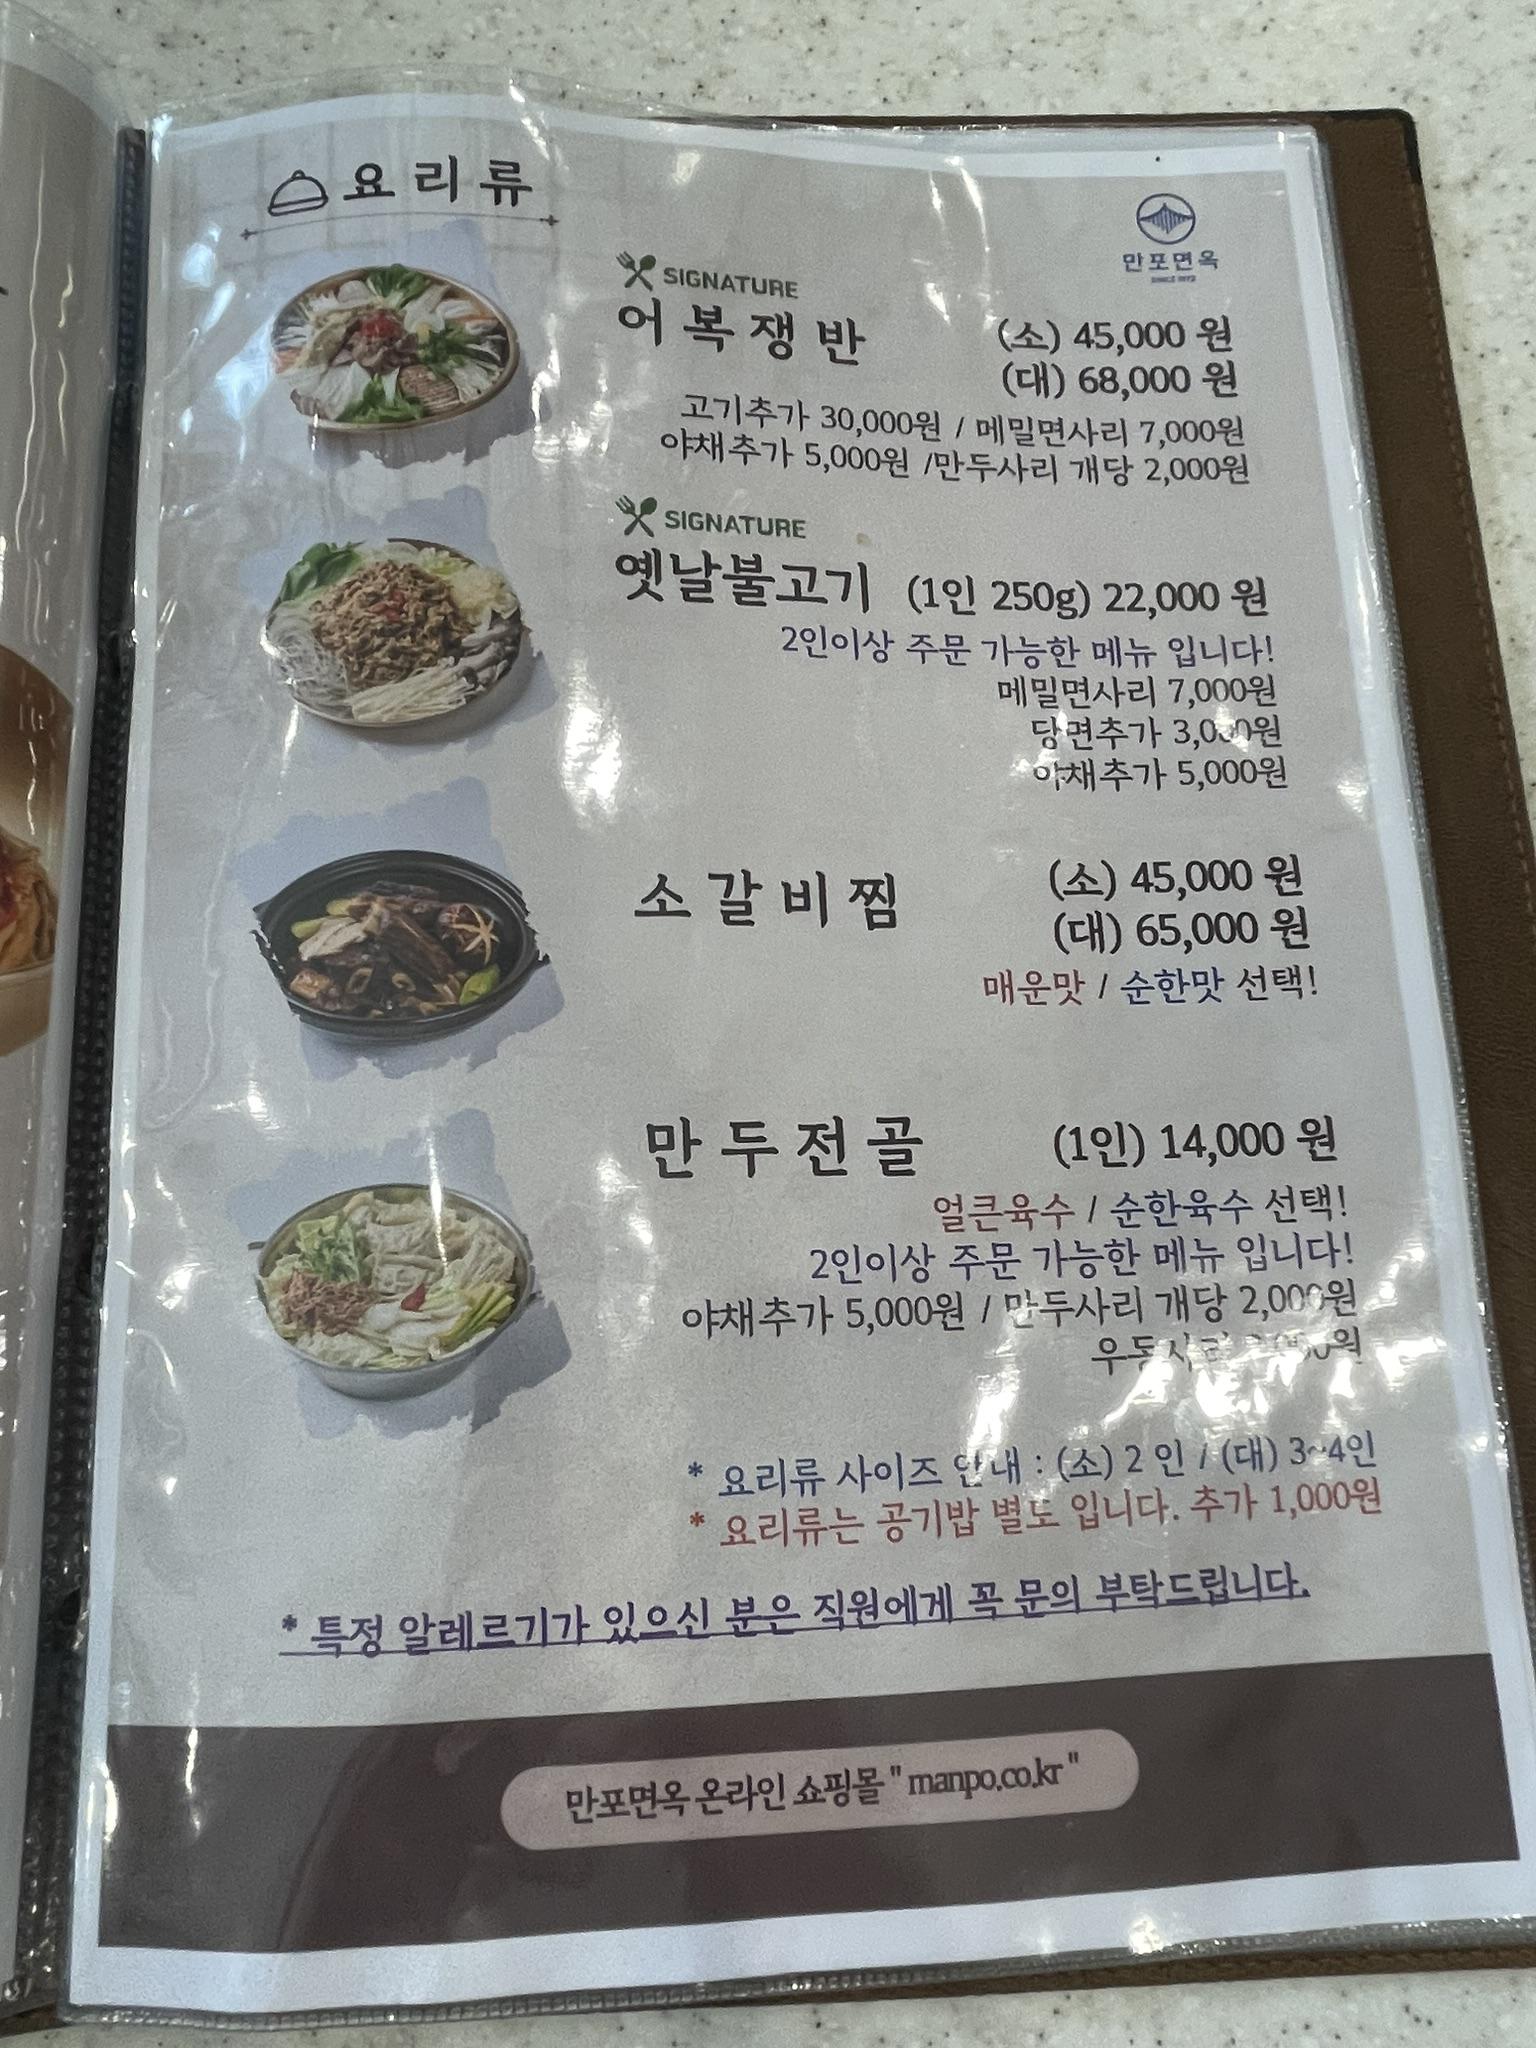 요리류
만포면옥
SIGNATURE
어복쟁반
(소) 45,000 원
(대) 68,000 원
고기추가 30,000원 / 메밀면사리 7,000원
야채추가 5,000원 /만두사리 개당 2,000원
SIGNATURE
옛날불고기 (1인 250g) 22,000 원
2인이상 주문 가능한 메뉴 입니다!
메밀면사리 7,000원
당면추가 3,000원
야채추가 5,000원
소갈비찜
(소) 45,000 원
(대) 65,000 원
매운맛 / 순한맛 선택!
만두전골 (1인) 14,000 원
얼큰육수 / 순한육수 선택!
2인이상 주문 가능한 메뉴 입니다!
야채추가 5,000원 / 만두사리 개당 2,000원
우동사리
* 요리류 사이즈 안내 : (소) 2 인 / (대) 3~4인
* 요리류는 공기밥 별도 입니다. 추가 1,000원
* 특정 알레르기가 있으신 분은 직원에게 꼭 문의 부탁드립니다.
만포면옥 온라인 쇼핑몰 " manpo.co.kr "